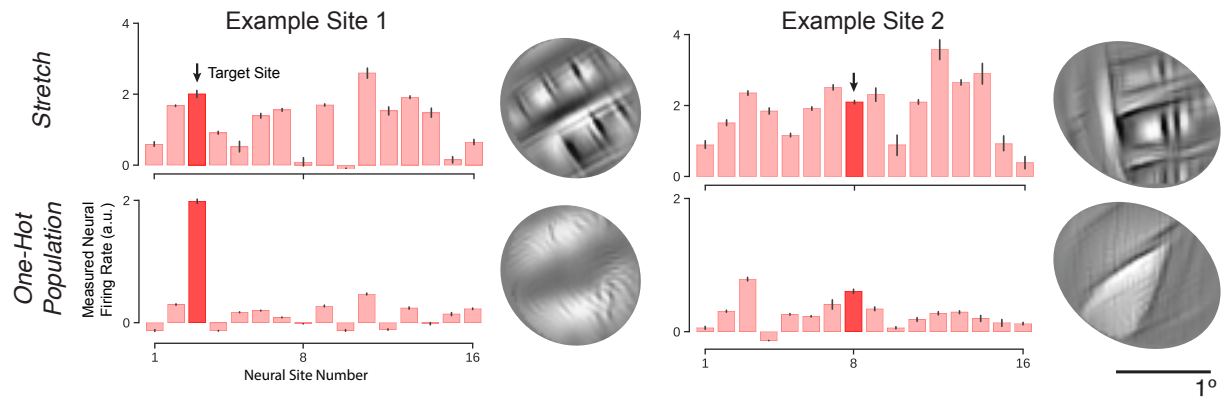 Example Site 1
Example Site 2
Stretch
4
2
0
Target Site
4
2
0
One-Hot
Population
Measured Neural
Firing Rate (a.u.)
2
0
1
8
16
Neural Site Number
2
0
1
8
16
1º